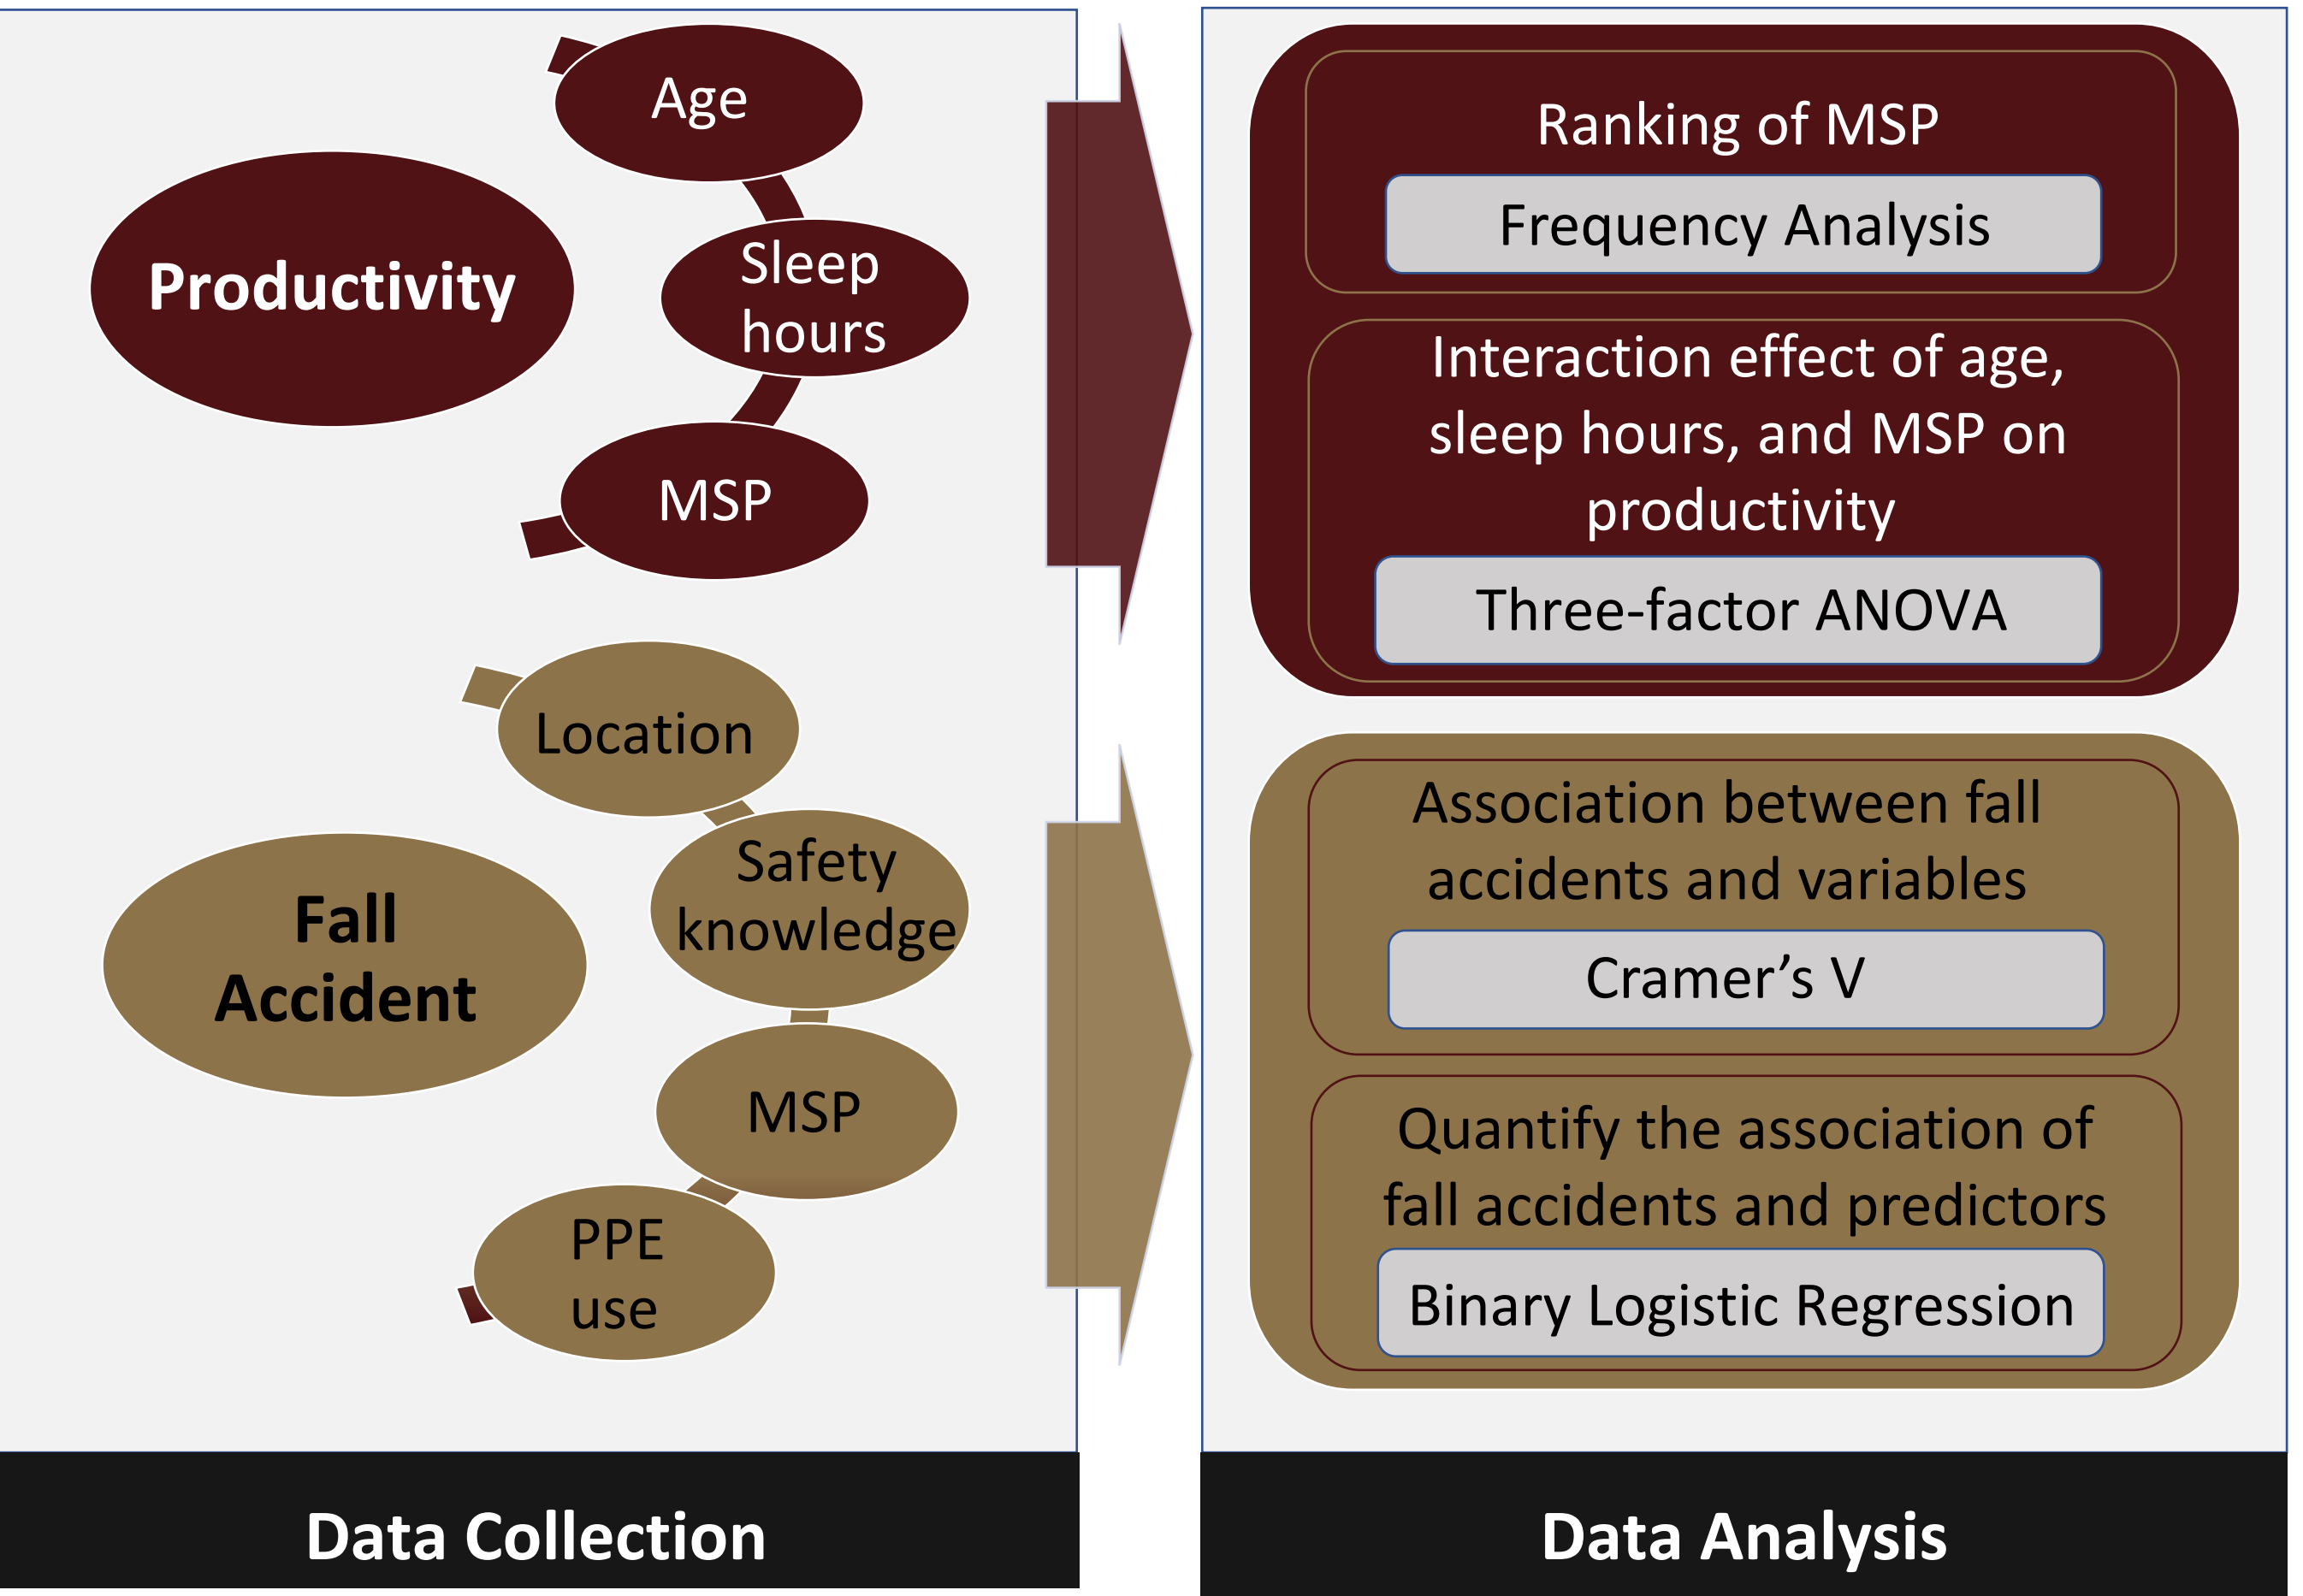 Age
Productivity
Sleep
hours
MSP
Location
Safety
knowledge
Fall
Accident
MSP
PPE
use
Data Collection
Ranking of MSP
Frequency Analysis
Interaction effect of age,
sleep hours, and MSP on
productivity
Three-factor ANOVA
Association between fall
accidents and variables
Cramer’s V
Quantify the association of
fall accidents and predictors
Binary Logistic Regression
Data Analysis